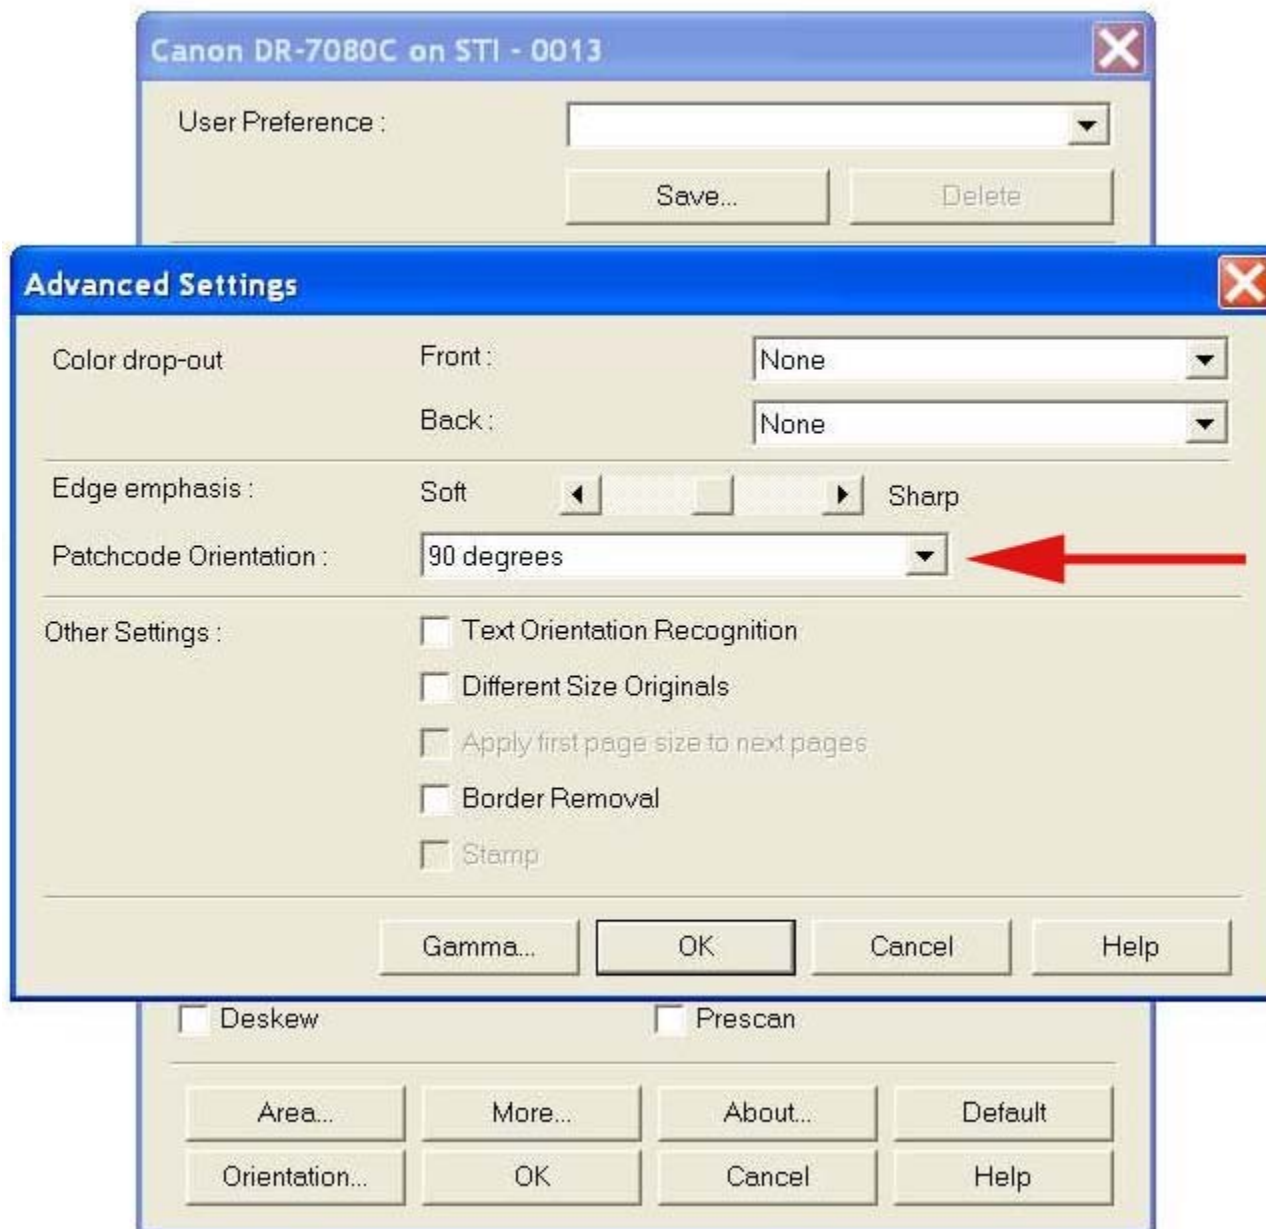 Canon DR-7080C on STI - 0013
User Preference :
Save... Delete
Advanced Settings
Color drop-out Front : None
Back : None
Edge emphasis : Soft Sharp
Patchcode Orientation : 90 degrees
Other Settings : Text Orientation Recognition
Different Size Originals
Apply first page size to next pages
Border Removal
Stamp
Gamma... OK Cancel Help
Deskew Prescan
Area... More... About... Default
Orientation... OK Cancel Help